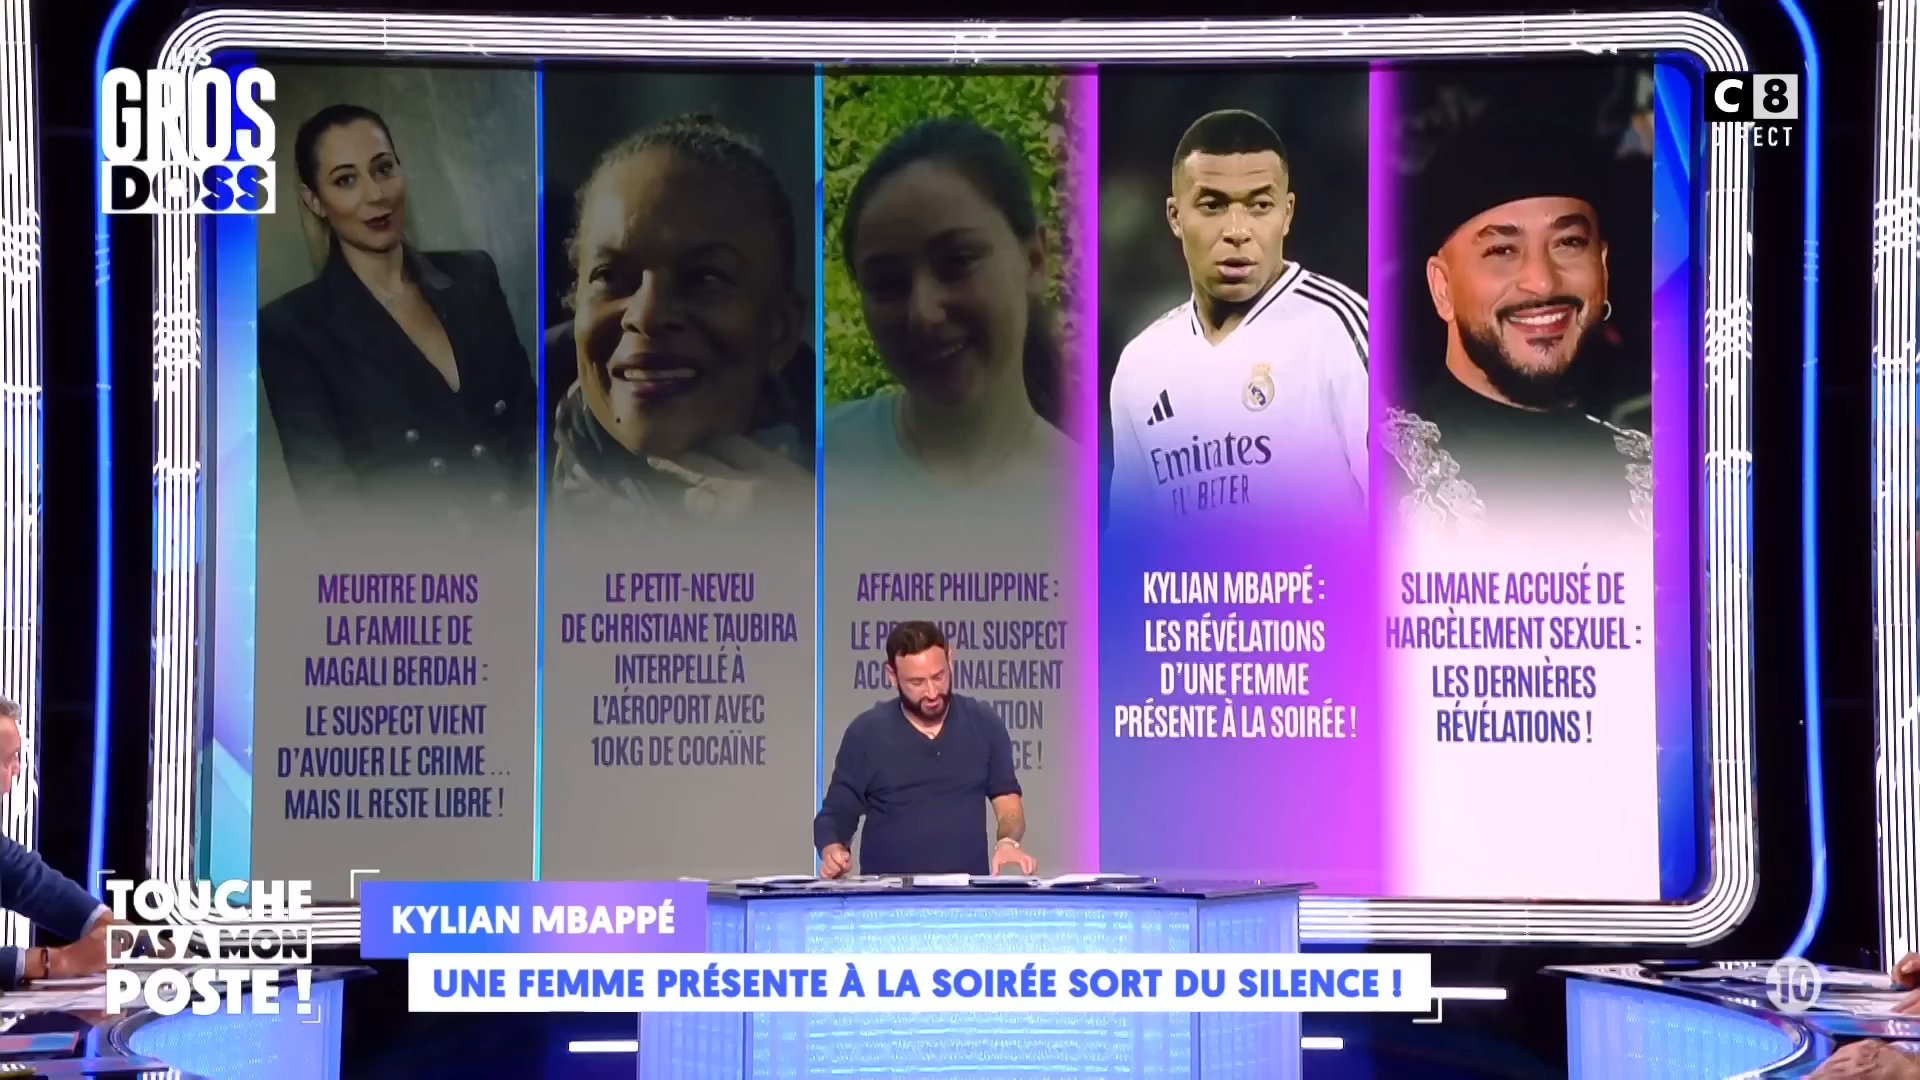 LES
GROS
DOSS
C8
DIRECT
Emirates
MEURTRE DANS
LA FAMILLE DE
MAGALI BERDAH :
LE SUSPECT VIENT
D'AVOUER LE CRIME...
MAIS IL RESTE LIBRE !
LE PETIT-NEVEU
DE CHRISTIANE TAUBIRA
INTERPELLÉ À
L'AÉROPORT AVEC
10KG DE COCAÏNE
AFFAIRE PHILIPPINE :
LE SUSPECT
KYLIAN MBAPPÉ :
LES RÉVÉLATIONS
D'UNE FEMME
PRÉSENTE À LA SOIRÉE !
SLIMANE ACCUSÉ DE
HARCÈLEMENT SEXUEL :
LES DERNIÈRES
RÉVÉLATIONS !
TOUCHE
PAS A MON
POSTE !
KYLIAN MBAPPÉ
UNE FEMME PRÉSENTE À LA SOIRÉE SORT DU SILENCE !
10